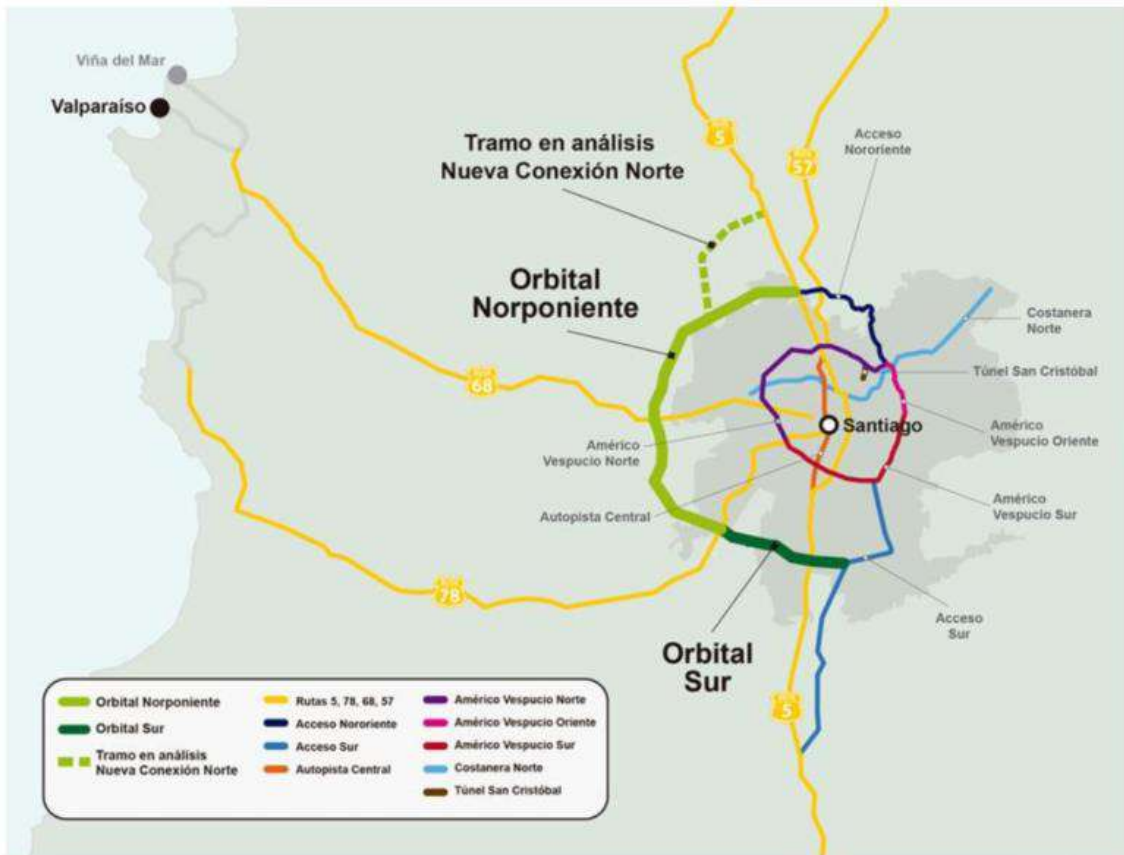 Viña del Mar
Valparaíso
Tramo en análisis
Nueva Conexión Norte
5
57
Acceso
Nororiente
Orbital
Norponiente
Costanera
Norte
68
Túnel San Cristóbal
Santiago
Américo
Vespucio Norte
Américo
Vespucio Oriente
Autopista Central
Américo
Vespucio Sur
78
Acceso
Sur
Orbital
Sur
5
Orbital Norponiente
Orbital Sur
Tramo en análisis
Nueva Conexión Norte
Rutas 5, 78, 68, 57
Acceso Nororiente
Acceso Sur
Autopista Central
Américo Vespucio Norte
Américo Vespucio Oriente
Américo Vespucio Sur
Costanera Norte
Túnel San Cristóbal